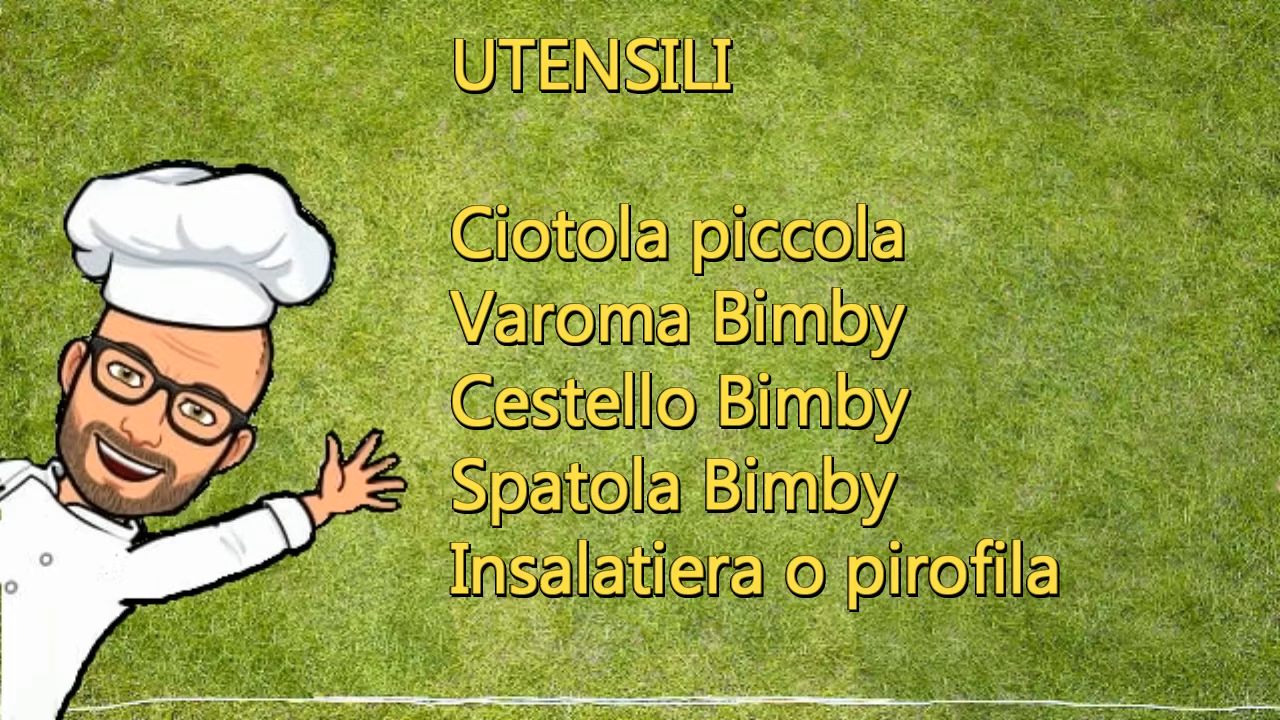 UTENSILI
Ciotola piccola
Varoma Bimby
Cestello Bimby
Spatola Bimby
Insalatiera o pirofila